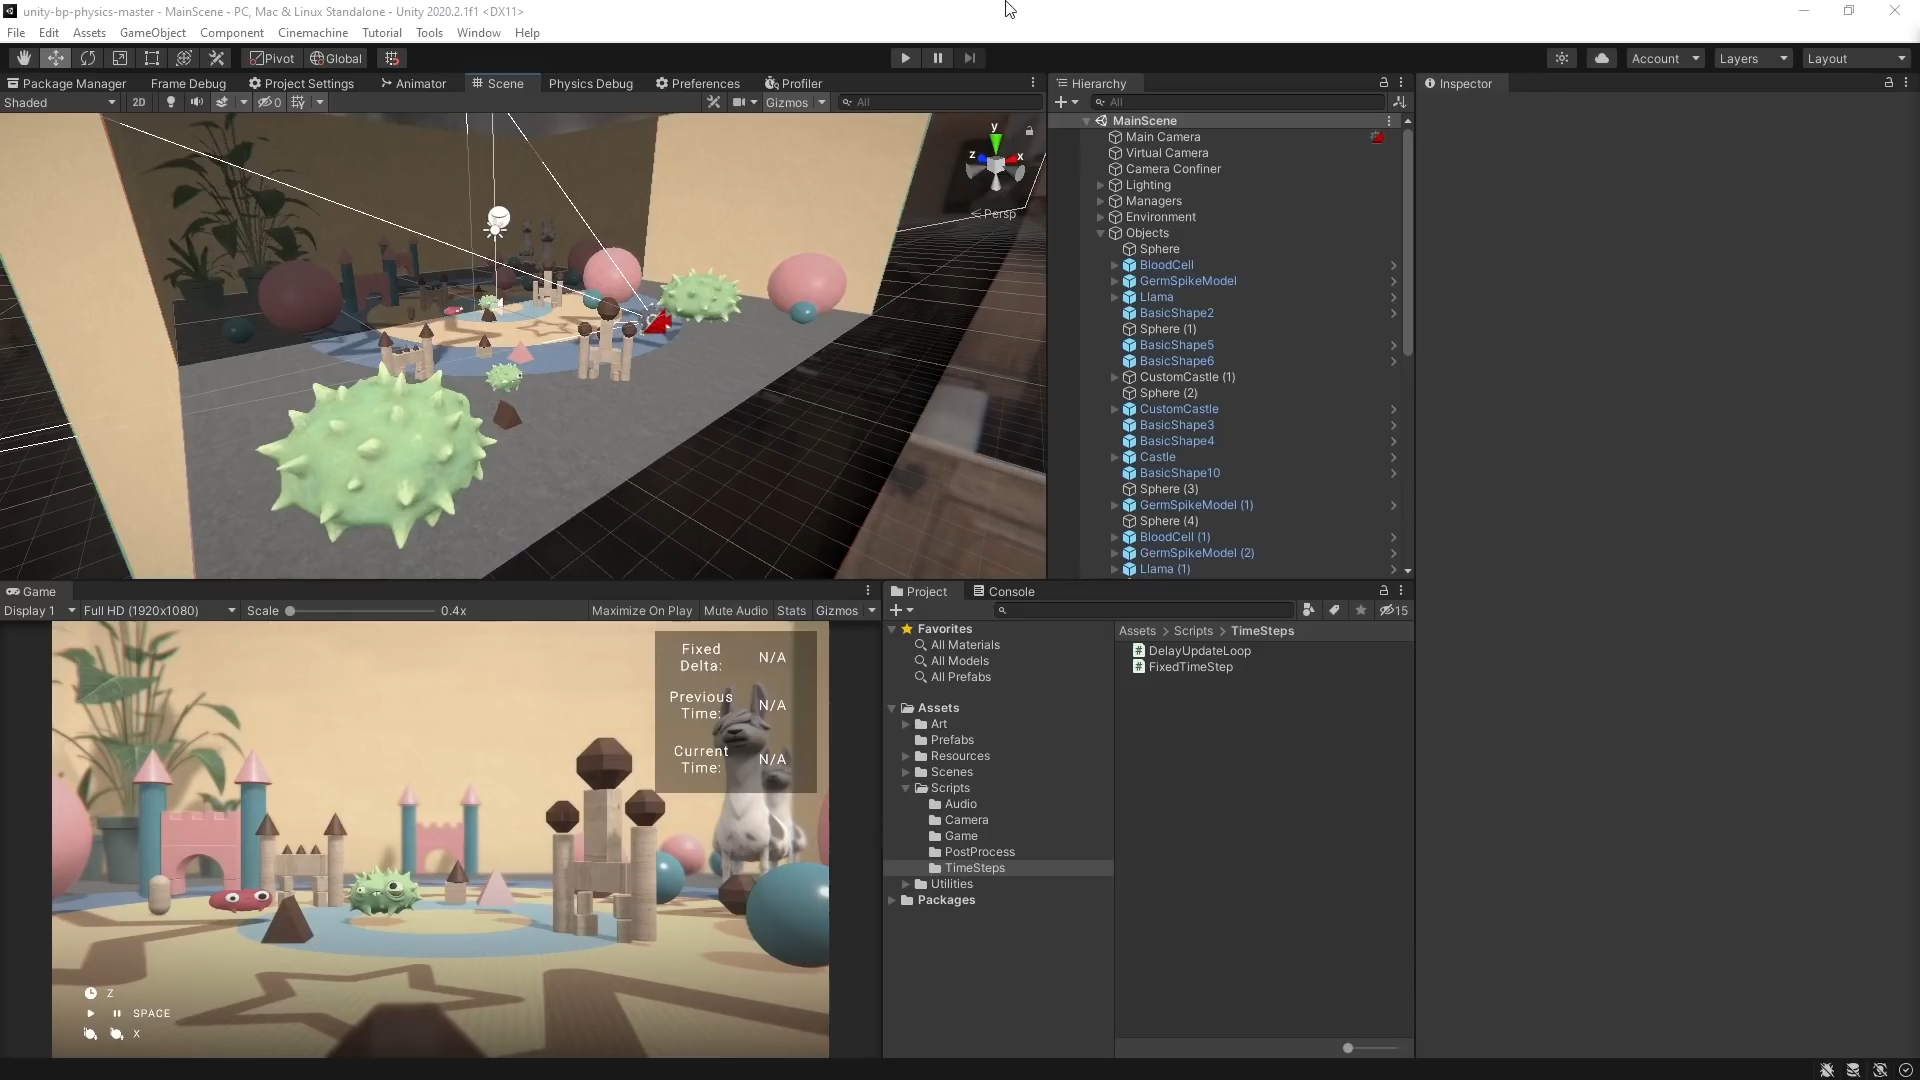 unity-bp-physics-master - MainScene - PC, Mac & Linux Standalone - Unity 2020.2.1f1 <DX11>
File Edit Assets GameObject Component Cinemachine Tutorial Tools Window Help
Pivot Global Account Layers Layout
Package Manager Frame Debug Project Settings Animator Scene Physics Debug Preferences Profiler
Shaded 2D 0 Gizmos All
y
z x
Persp
Hierarchy
All
MainScene
Main Camera
Virtual Camera
Camera Confiner
Lighting
Managers
Environment
Objects
Sphere
BloodCell
GermSpikeModel
Llama
BasicShape2
Sphere (1)
BasicShape5
BasicShape6
CustomCastle (1)
Sphere (2)
CustomCastle
BasicShape3
BasicShape4
Castle
BasicShape10
Sphere (3)
GermSpikeModel (1)
Sphere (4)
BloodCell (1)
GermSpikeModel (2)
Llama (1)
Inspector
Game
Display 1 Full HD (1920x1080) Scale 0.4x Maximize On Play Mute Audio Stats Gizmos
Fixed
Delta: N/A
Previous
Time: N/A
Current
Time: N/A
Z
SPACE
X
Project Console
15
Favorites
All Materials
All Models
All Prefabs
Assets
Art
Prefabs
Resources
Scenes
Scripts
Audio
Camera
Game
PostProcess
TimeSteps
Utilities
Packages
Assets > Scripts > TimeSteps
DelayUpdateLoop
FixedTimeStep